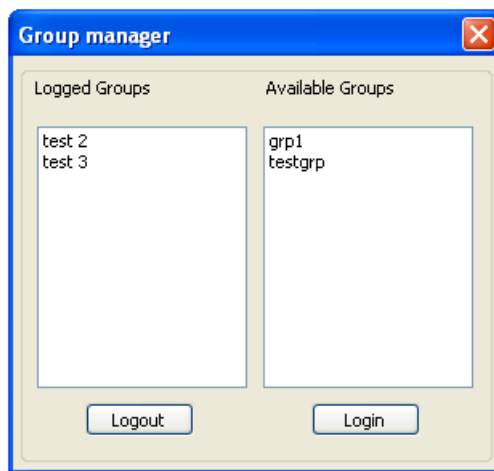 Group manager
Logged Groups
Available Groups
test 2
test 3
grp1
testgrp
Logout
Login